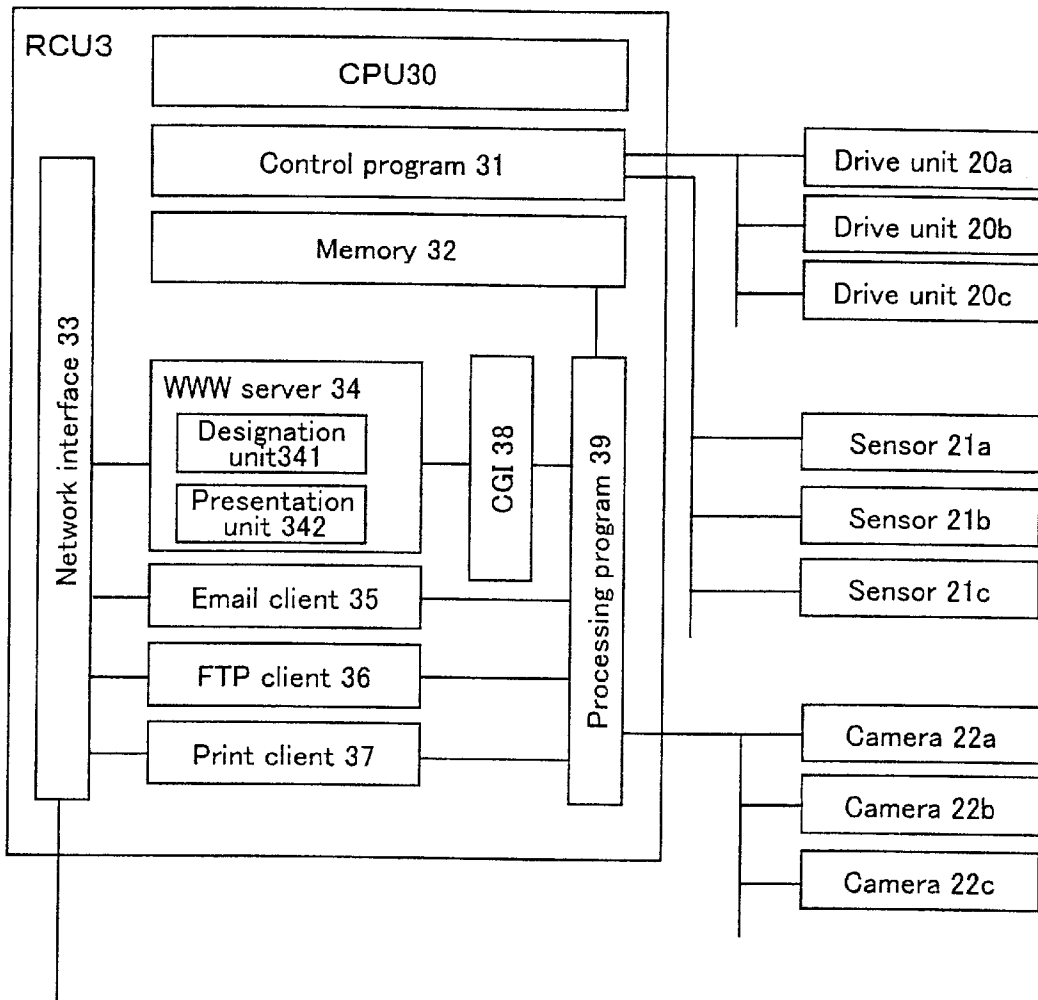 RCU3
CPU30
Control program 31
Memory 32
Network interface 33
WWW server 34
Designation
unit341
Presentation
unit 342
CGI 38
Processing program 39
Email client 35
FTP client 36
Print client 37
Drive unit 20a
Drive unit 20b
Drive unit 20c
Sensor 21a
Sensor 21b
Sensor 21c
Camera 22a
Camera 22b
Camera 22c